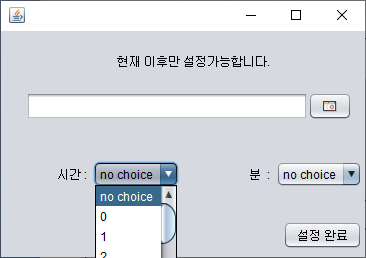 현재 이후만 설정가능합니다.
시간 : no choice 분 : no choice
no choice
0
1
2
설정 완료